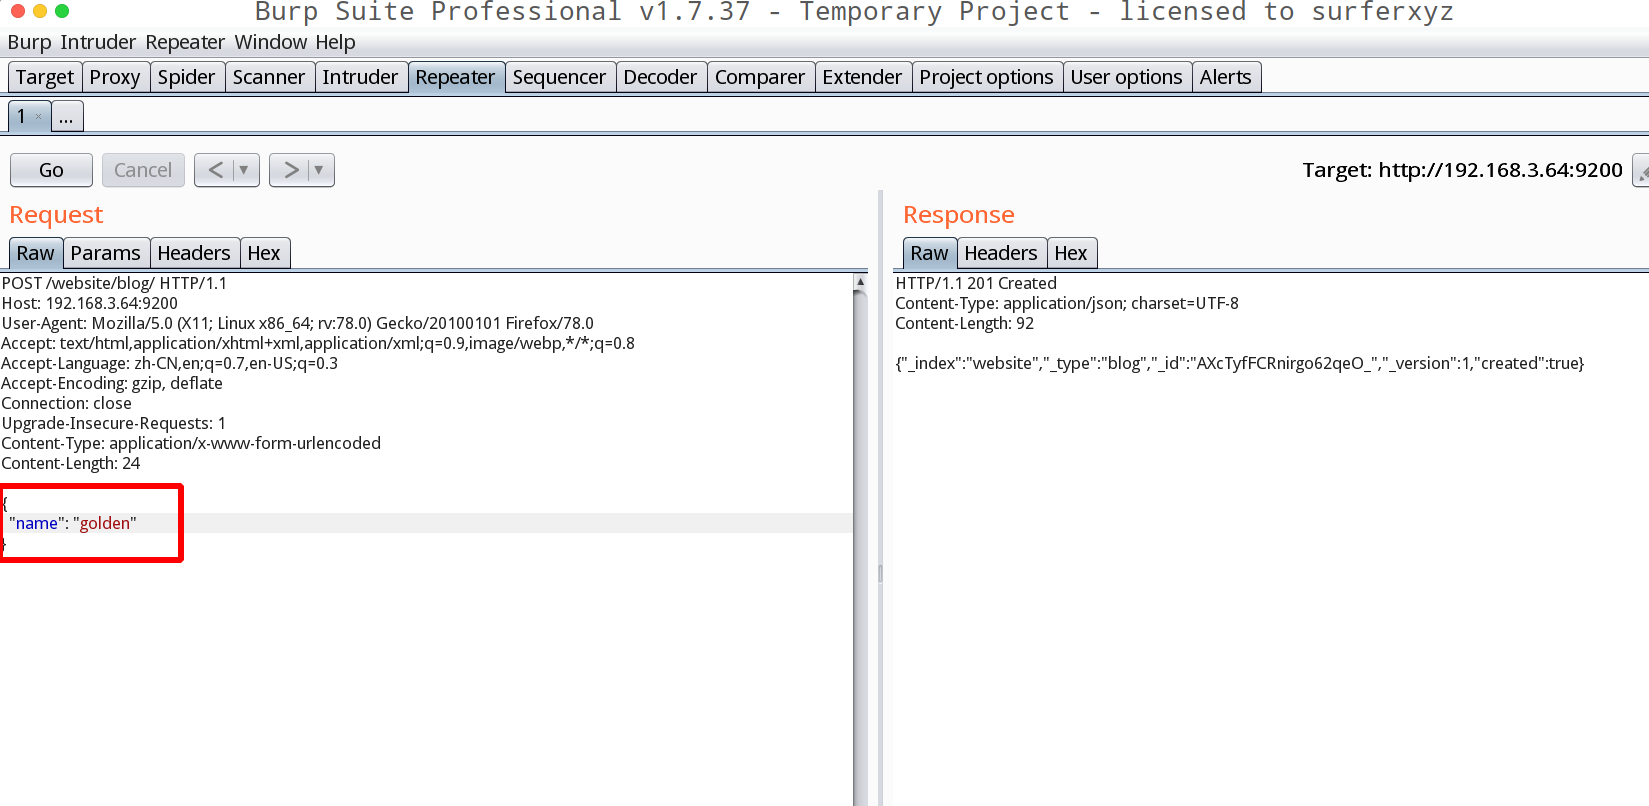 Burp Suite Professional v1.7.37 - Temporary Project - licensed to surferxyz
Burp Intruder Repeater Window Help
Target Proxy Spider Scanner Intruder Repeater Sequencer Decoder Comparer Extender Project options User options Alerts
1 × ...
Go Cancel < > Target: http://192.168.3.64:9200
Request
Raw Params Headers Hex
POST /website/blog/ HTTP/1.1
Host: 192.168.3.64:9200
User-Agent: Mozilla/5.0 (X11; Linux x86_64; rv:78.0) Gecko/20100101 Firefox/78.0
Accept: text/html,application/xhtml+xml,application/xml;q=0.9,image/webp,*/*;q=0.8
Accept-Language: zh-CN,en;q=0.7,en-US;q=0.3
Accept-Encoding: gzip, deflate
Connection: close
Upgrade-Insecure-Requests: 1
Content-Type: application/x-www-form-urlencoded
Content-Length: 24
{
"name": "golden"
}
Response
Raw Headers Hex
HTTP/1.1 201 Created
Content-Type: application/json; charset=UTF-8
Content-Length: 92
{"_index":"website","_type":"blog","_id":"AXcTyfFCRnirgo62qeO_","_version":1,"created":true}